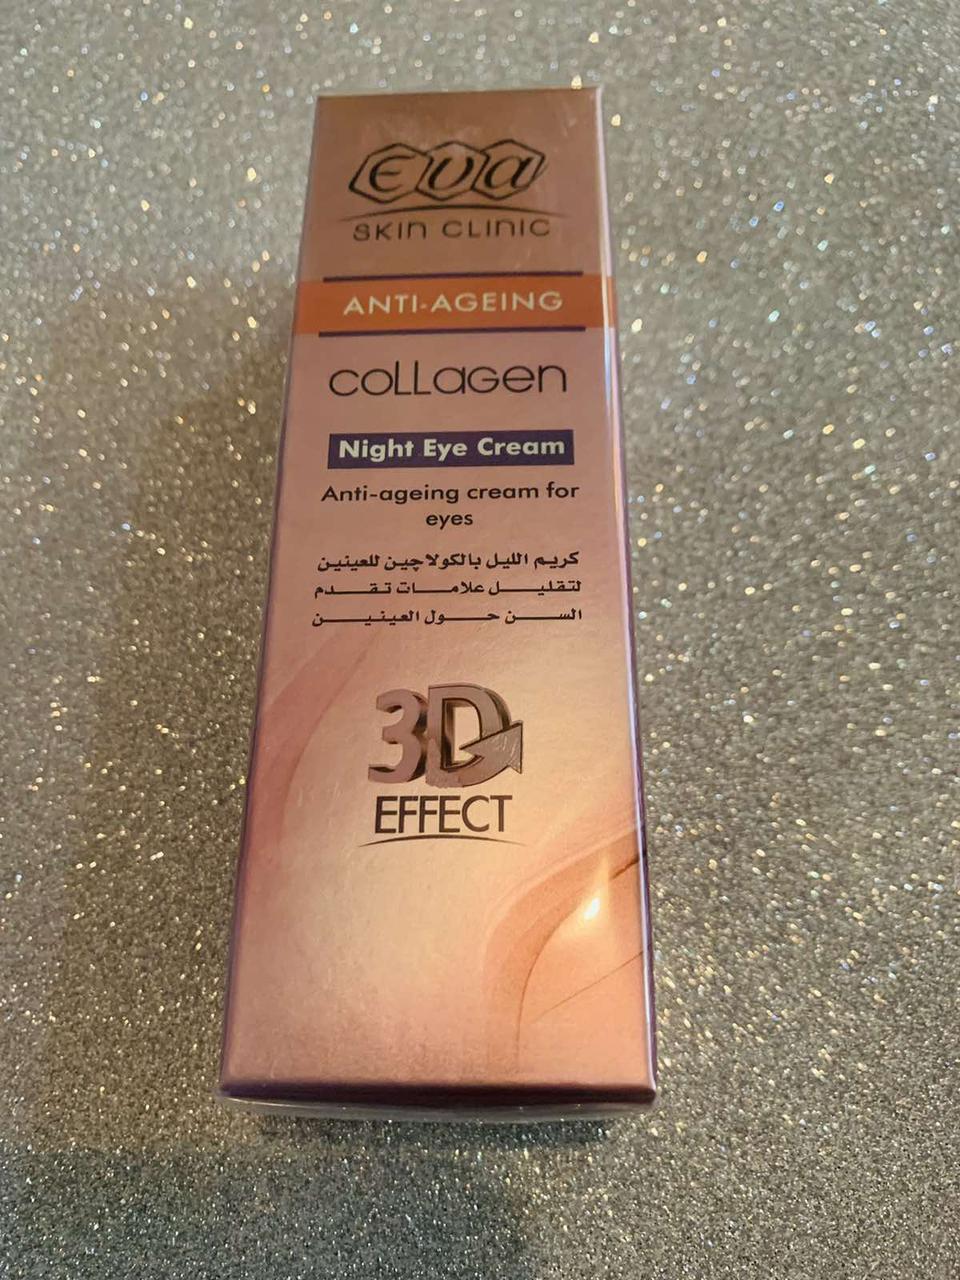 Eva
SKIN CLINIC
ANTI-AGEING
coLLagen
Night Eye Cream
Anti-ageing cream for
eyes
كريم الليل بالكولاچين للعينين
لتقليل علامات تقدم
السن حول العينين
3D
EFFECT